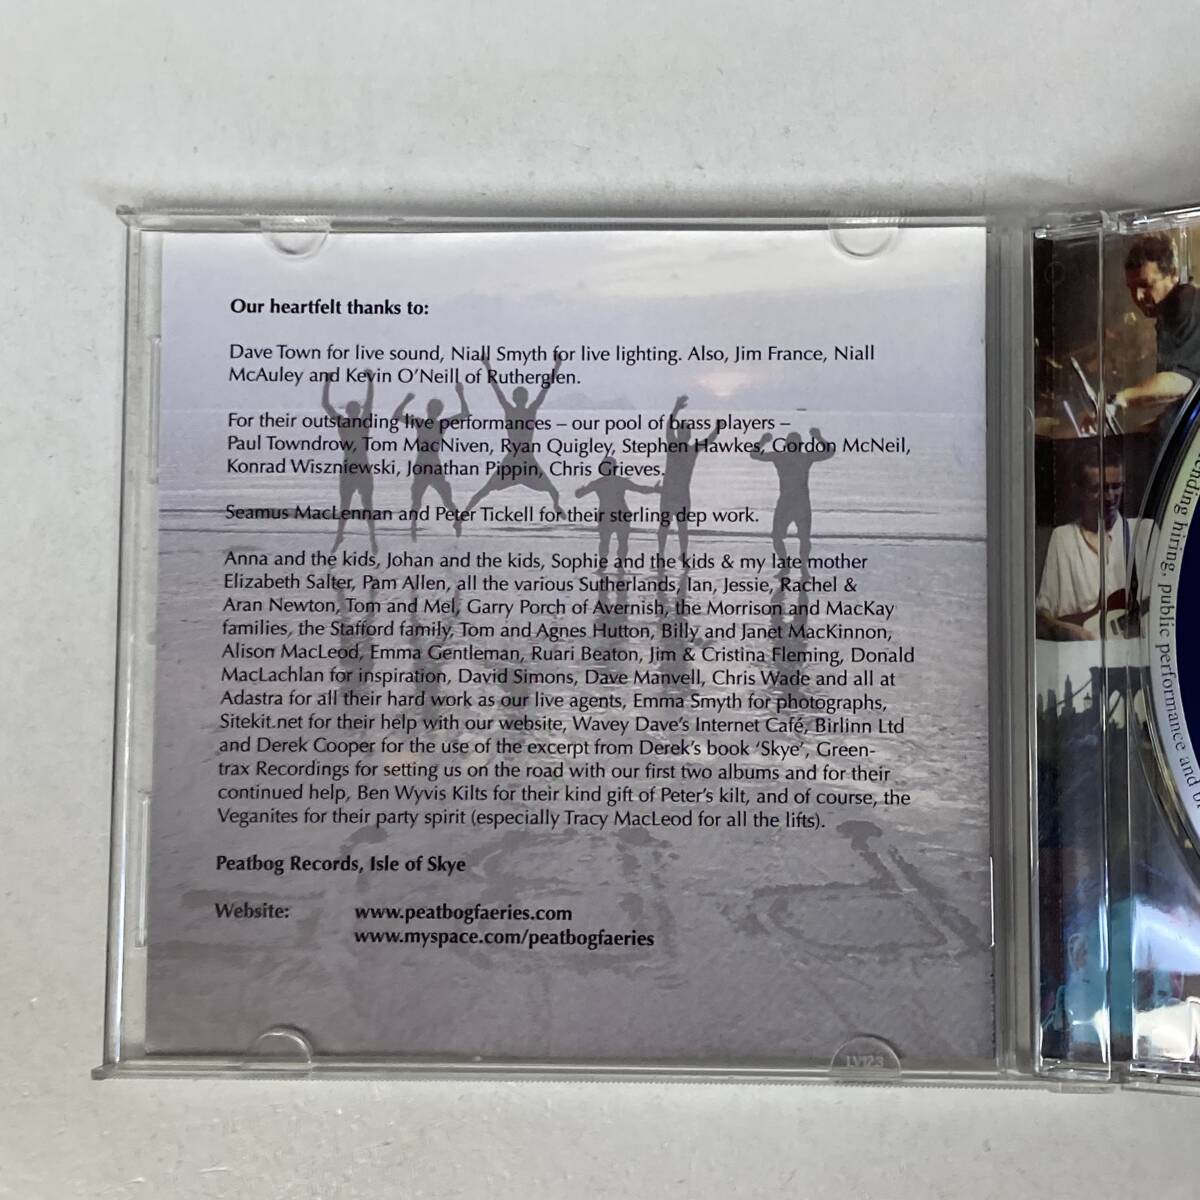 Our heartfelt thanks to:
Dave Town for live sound, Niall Smyth for live lighting. Also, Jim France, Niall
McAuley and Kevin O'Neill of Rutherglen.
For their outstanding live performances – our pool of brass players –
Paul Towndrow, Tom MacNiven, Ryan Quigley, Stephen Hawkes, Gordon McNeil,
Konrad Wiszniewski, Jonathan Pippin, Chris Grieves.
Seamus MacLennan and Peter Tickell for their sterling dep work.
Anna and the kids, Johan and the kids, Sophie and the kids & my late mother
Elizabeth Salter, Pam Allen, all the various Sutherlands, Ian, Jessie, Rachel &
Aran Newton, Tom and Mel, Garry Porch of Avernish, the Morrison and MacKay
families, the Stafford family, Tom and Agnes Hutton, Billy and Janet MacKinnon,
Alison MacLeod, Emma Gentleman, Ruari Beaton, Jim & Cristina Fleming, Donald
MacLachlan for inspiration, David Simons, Dave Manvell, Chris Wade and all at
Adastra for all their hard work as our live agents, Emma Smyth for photographs,
Sitekit.net for their help with our website, Wavey Dave's Internet Café, Birlinn Ltd
and Derek Cooper for the use of the excerpt from Derek's book 'Skye', Green-
trax Recordings for setting us on the road with our first two albums and for their
continued help, Ben Wyvis Kilts for their kind gift of Peter's kilt, and of course, the
Veganites for their party spirit (especially Tracy MacLeod for all the lifts).
Peatbog Records, Isle of Skye
Website: www.peatbogfaeries.com
www.myspace.com/peatbogfaeries
hiring, public performance and